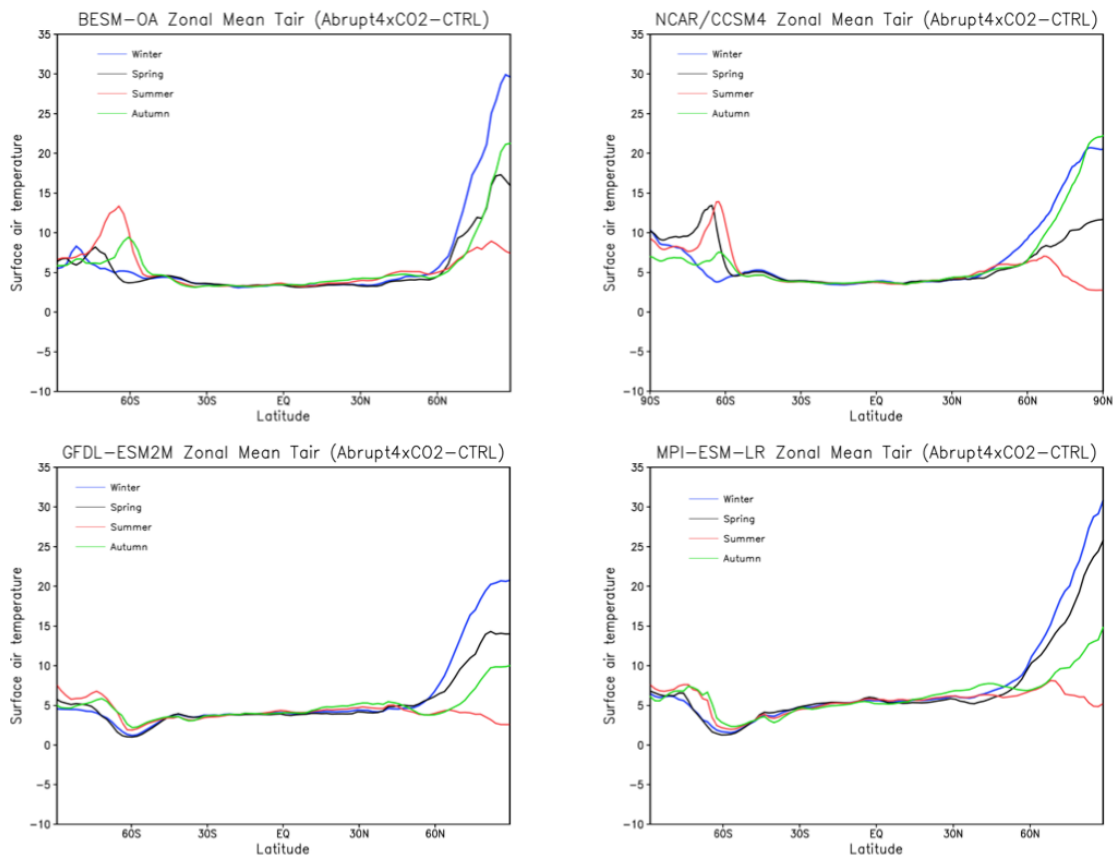 BESM-OA Zonal Mean Tair (Abrupt4xCO2-CTRL)
35
30
25
20
15
10
5
0
-5
-10
Surface air temperature
Winter
Spring
Summer
Autumn
60S 30S EQ 30N 60N
Latitude
NCAR/CCSM4 Zonal Mean Tair (Abrupt4xCO2-CTRL)
35
30
25
20
15
10
5
0
-5
-10
Surface air temperature
Winter
Spring
Summer
Autumn
90S 60S 30S EQ 30N 60N 90N
Latitude
GFDL-ESM2M Zonal Mean Tair (Abrupt4xCO2-CTRL)
35
30
25
20
15
10
5
0
-5
-10
Surface air temperature
Winter
Spring
Summer
Autumn
60S 30S EQ 30N 60N
Latitude
MPI-ESM-LR Zonal Mean Tair (Abrupt4xCO2-CTRL)
35
30
25
20
15
10
5
0
-5
-10
Surface air temperature
Winter
Spring
Summer
Autumn
60S 30S EQ 30N 60N
Latitude